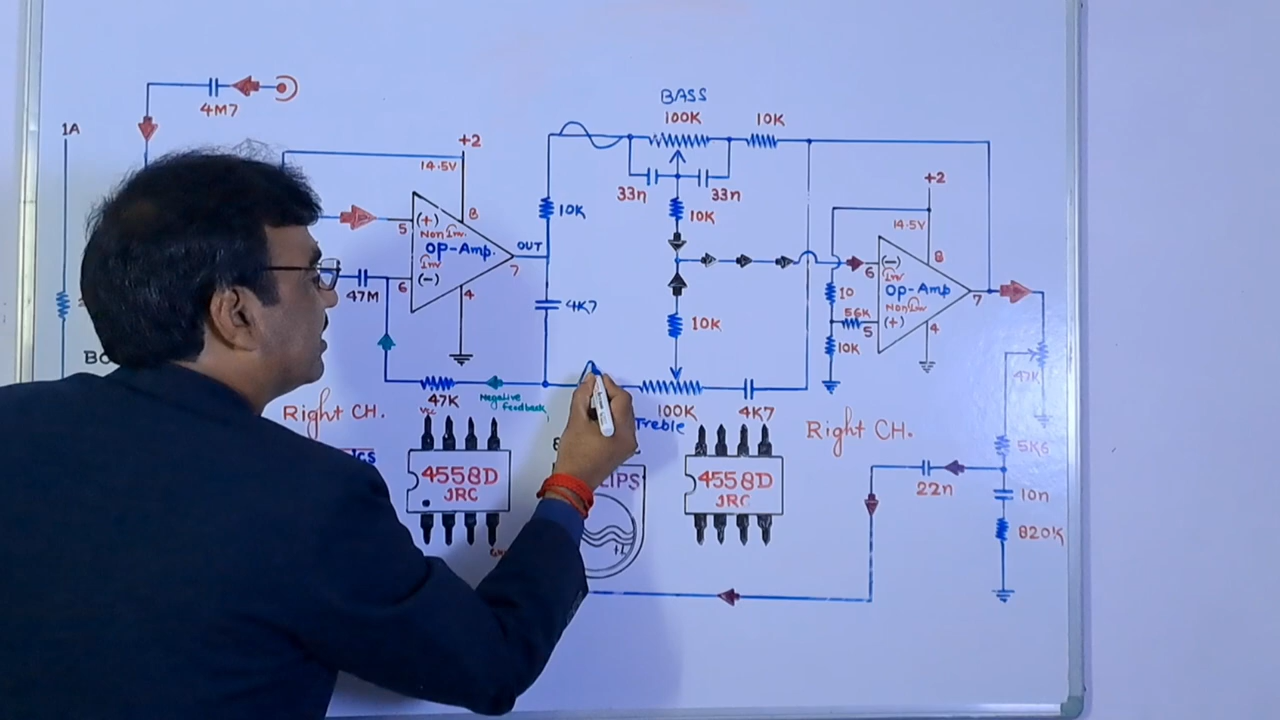 4M7
1A
+2
14.5V
8
5
(+)
Non Inv.
OP-Amp.
Inv
(-)
6
4
47M
OUT
7
10K
4K7
BASS
100K
10K
33n
33n
10K
10K
+2
14.5V
8
6
(-)
Inv
OP-Amp
Non Inv
(+)
5
4
7
10
56K
10K
47K
5K6
22n
10n
820K
47K
Negative
feedback
100K
Treble
4K7
Right CH.
Right CH.
Vcc
4558D
JRC
4558D
JRC